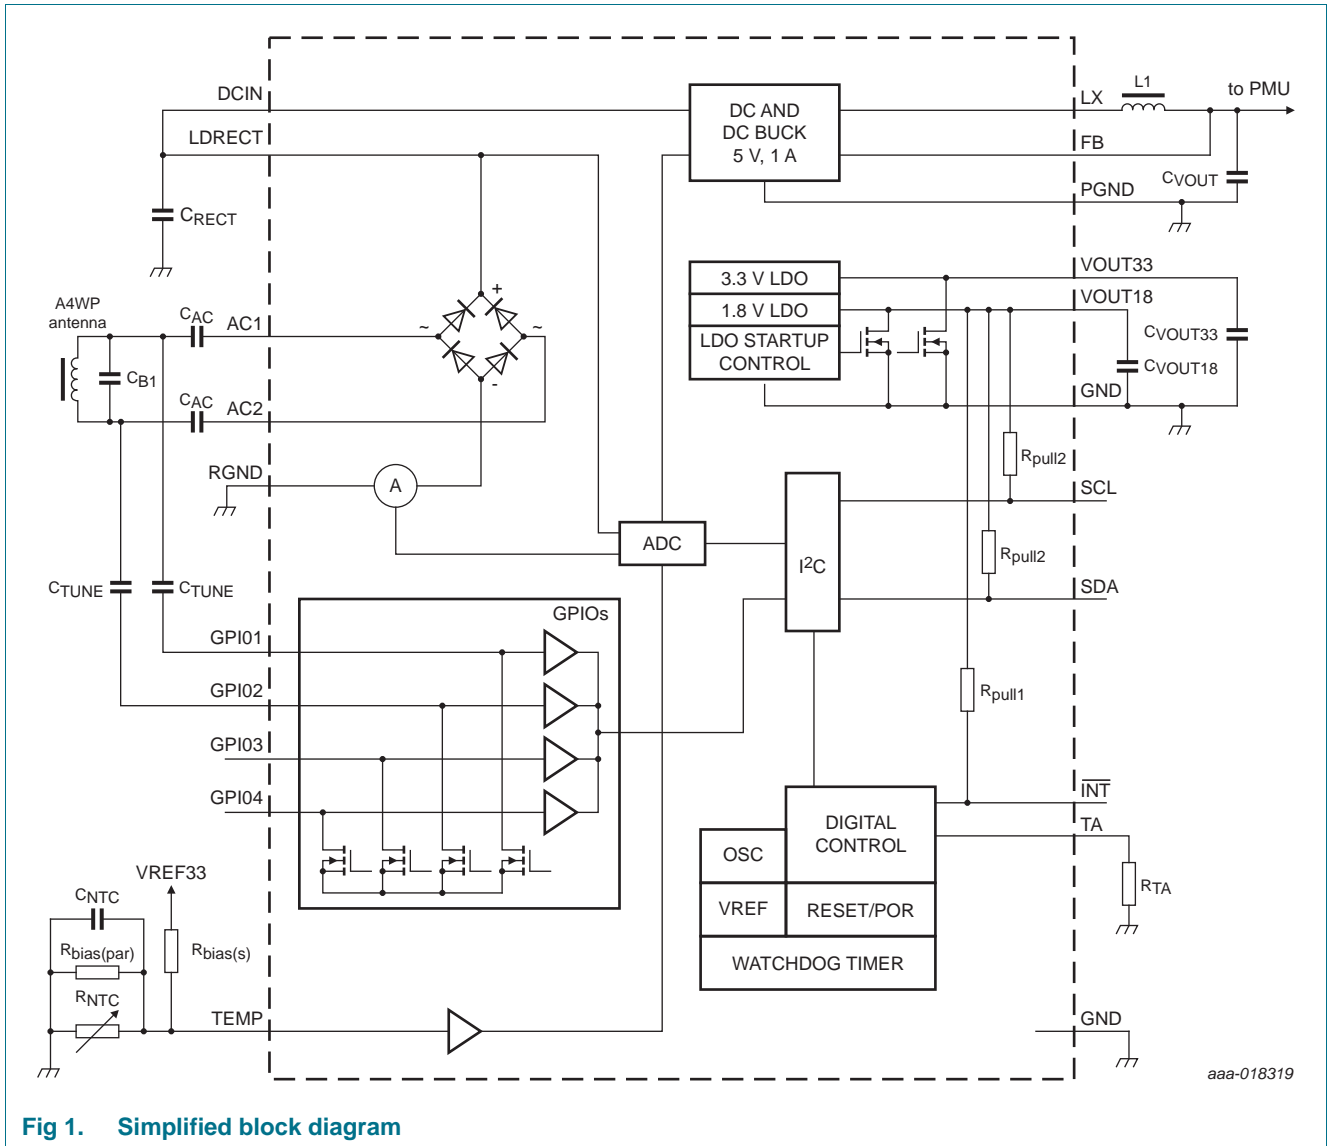 DCIN
LDRECT
CRECT
A4WP
antenna
CAC
AC1
CB1
CAC
AC2
~
+
~
-
RGND
A
CTUNE
CTUNE
GPIOs
GPI01
GPI02
GPI03
GPI04
VREF33
CNTC
Rbias(par)
Rbias(s)
RNTC
TEMP
DC AND
DC BUCK
5 V, 1 A
LX
L1
to PMU
FB
CVOUT
PGND
3.3 V LDO
1.8 V LDO
LDO STARTUP
CONTROL
VOUT33
VOUT18
CVOUT33
CVOUT18
GND
Rpull2
SCL
ADC
I2C
Rpull2
SDA
Rpull1
INT
TA
DIGITAL
CONTROL
OSC
VREF
RESET/POR
WATCHDOG TIMER
RTA
GND
aaa-018319
Fig 1. Simplified block diagram